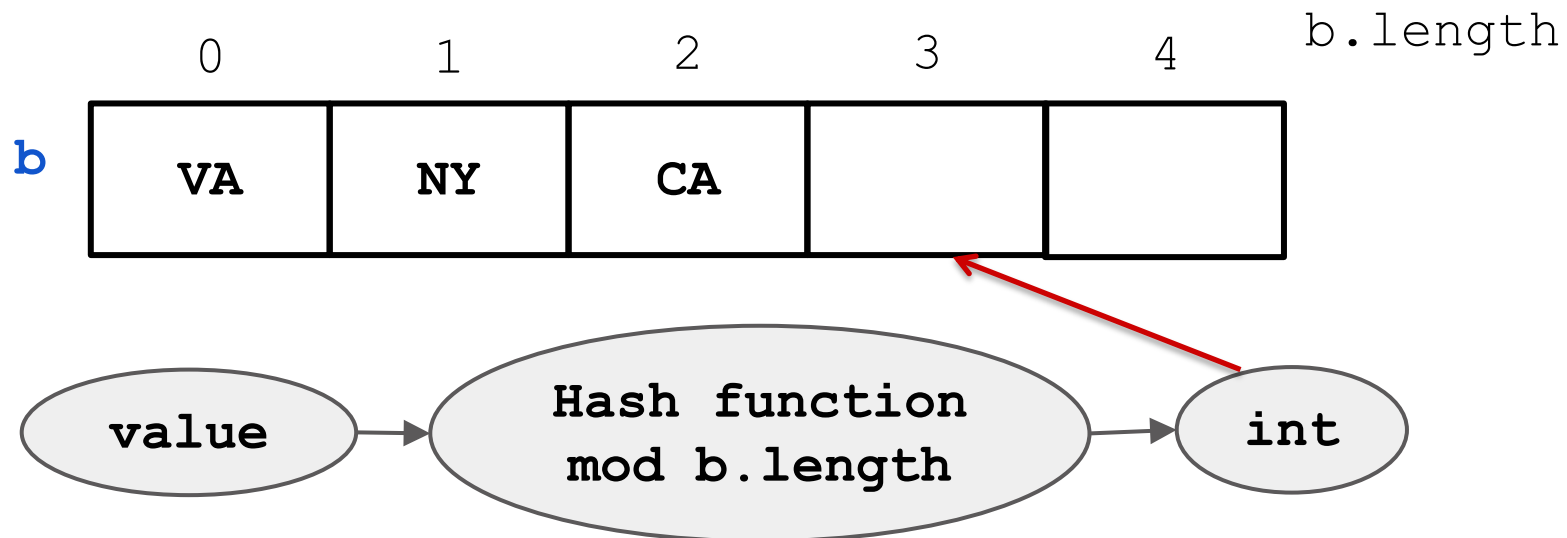 0 1 2 3 4 b.length
b VA NY CA
value
Hash function
mod b.length
int